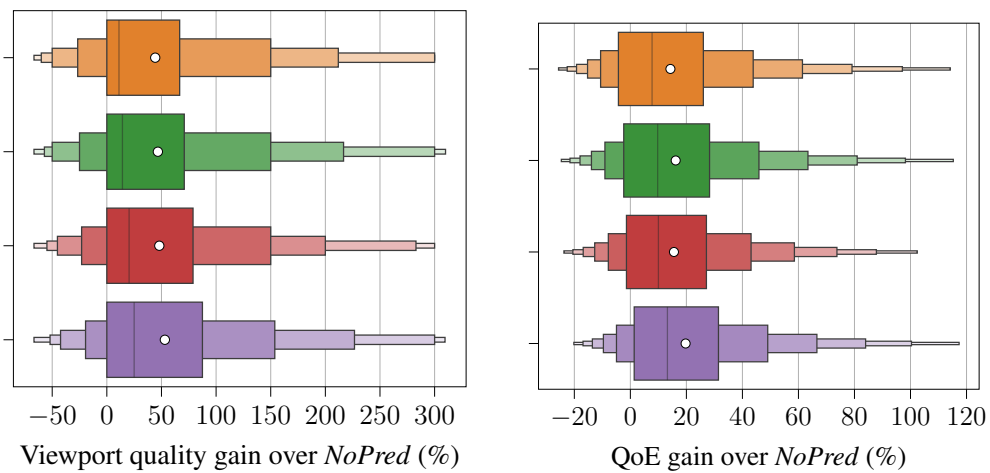 −50 0 50 100 150 200 250 300
Viewport quality gain over NoPred (%)
−20 0 20 40 60 80 100 120
QoE gain over NoPred (%)